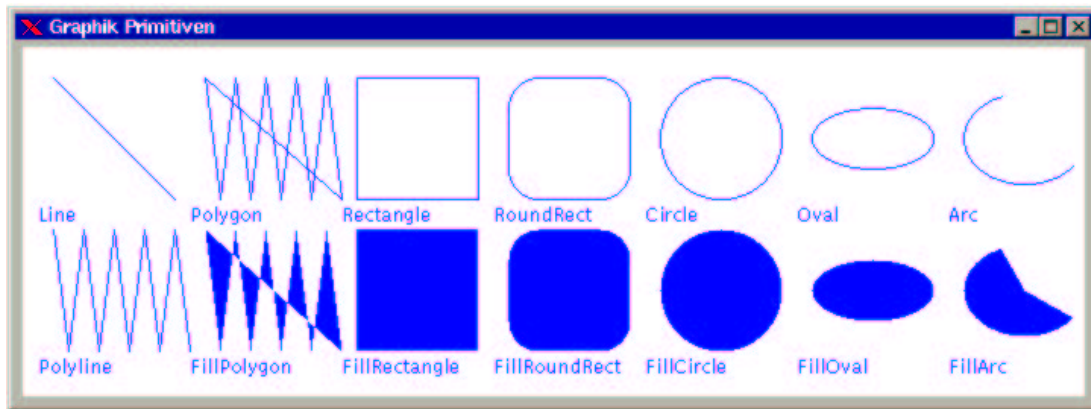 Graphik Primitiven
Line Polygon Rectangle RoundRect Circle Oval Arc
Polyline FillPolygon FillRectangle FillRoundRect FillCircle FillOval FillArc